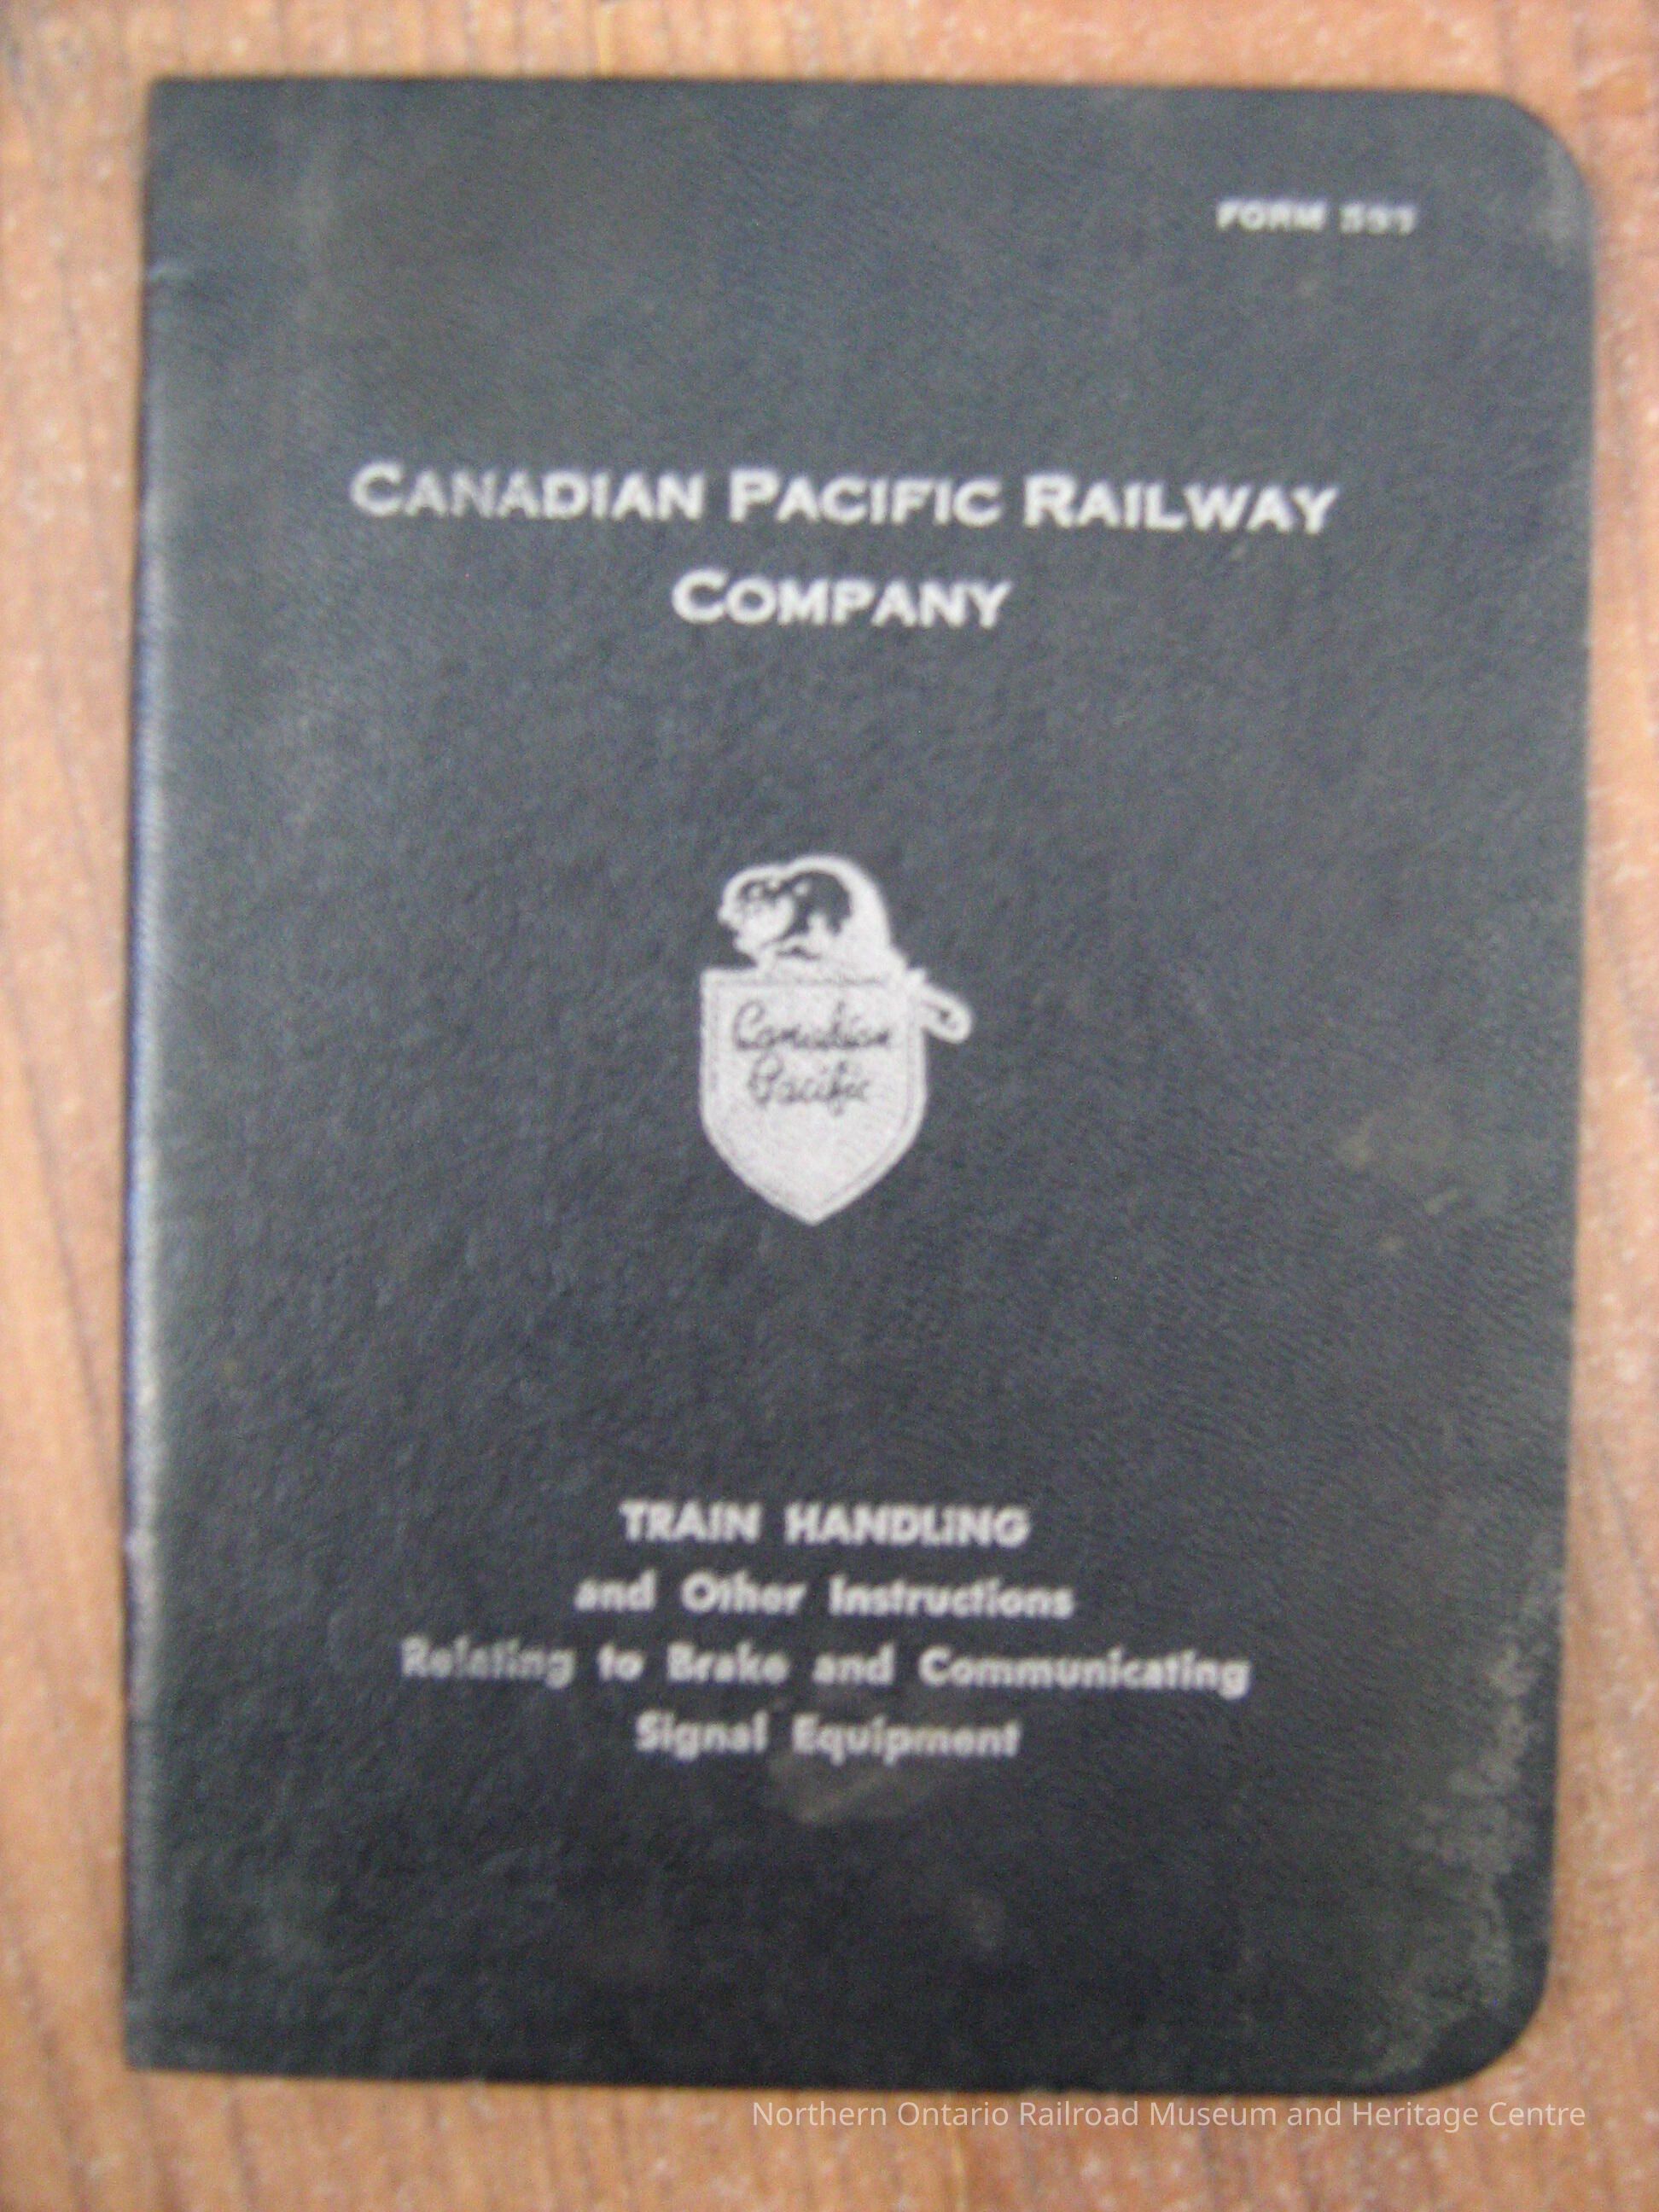 FORM
CANADIAN PACIFIC RAILWAY
COMPANY
Canadian
Pacific
TRAIN HANDLING
and Other Instructions
Relating to Brake and Communicating
Signal Equipment
Northern Ontario Railroad Museum and Heritage Centre